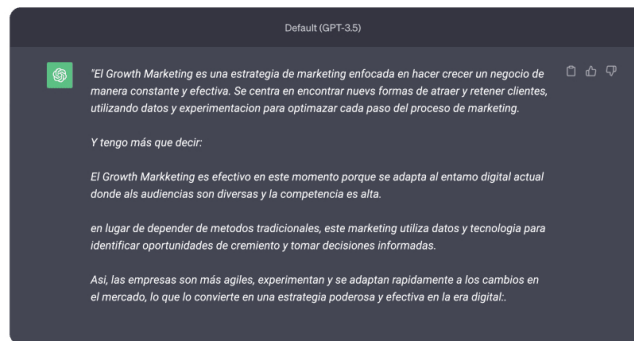 Default (GPT-3.5)
"El Growth Marketing es una estrategia de marketing enfocada en hacer crecer un negocio de
manera constante y efectiva. Se centra en encontrar nuevs formas de atraer y retener clientes,
utilizando datos y experimentacion para optimazar cada paso del proceso de marketing.
Y tengo más que decir:
El Growth Markketing es efectivo en este momento porque se adapta al entamo digital actual
donde als audiencias son diversas y la competencia es alta.
en lugar de depender de metodos tradicionales, este marketing utiliza datos y tecnologia para
identificar oportunidades de cremiento y tomar decisiones informadas.
Asi, las empresas son más agiles, experimentan y se adaptan rapidamente a los cambios en
el mercado, lo que lo convierte en una estrategia poderosa y efectiva en la era digital:.